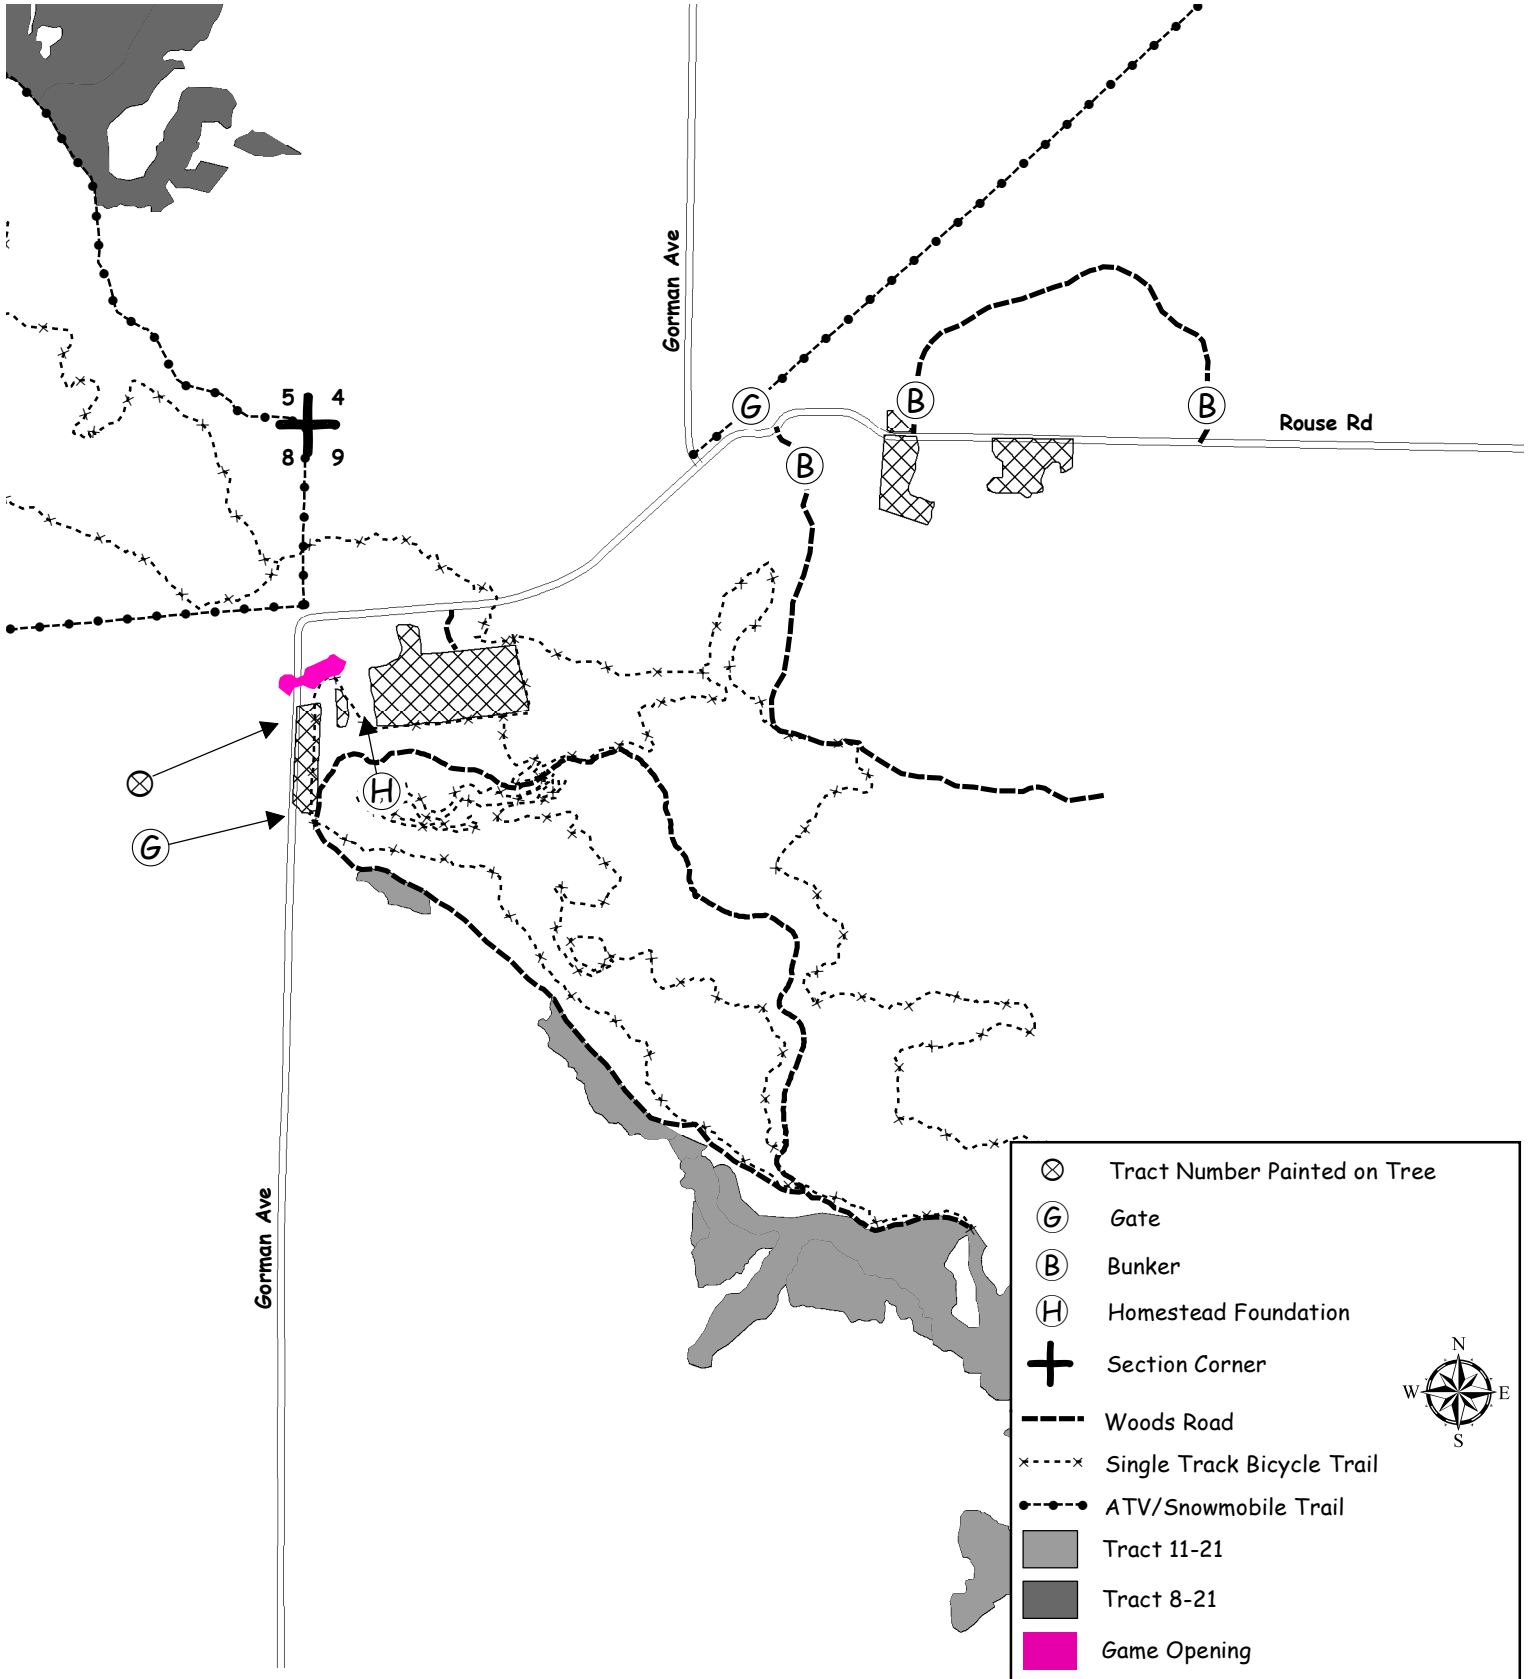 Gorman Ave
5 4
8 9
G
B
B
Rouse Rd
B
H
G
Gorman Ave
Tract Number Painted on Tree
G Gate
B Bunker
H Homestead Foundation
Section Corner
Woods Road
Single Track Bicycle Trail
ATV/Snowmobile Trail
Tract 11-21
Tract 8-21
Game Opening
N
W E
S